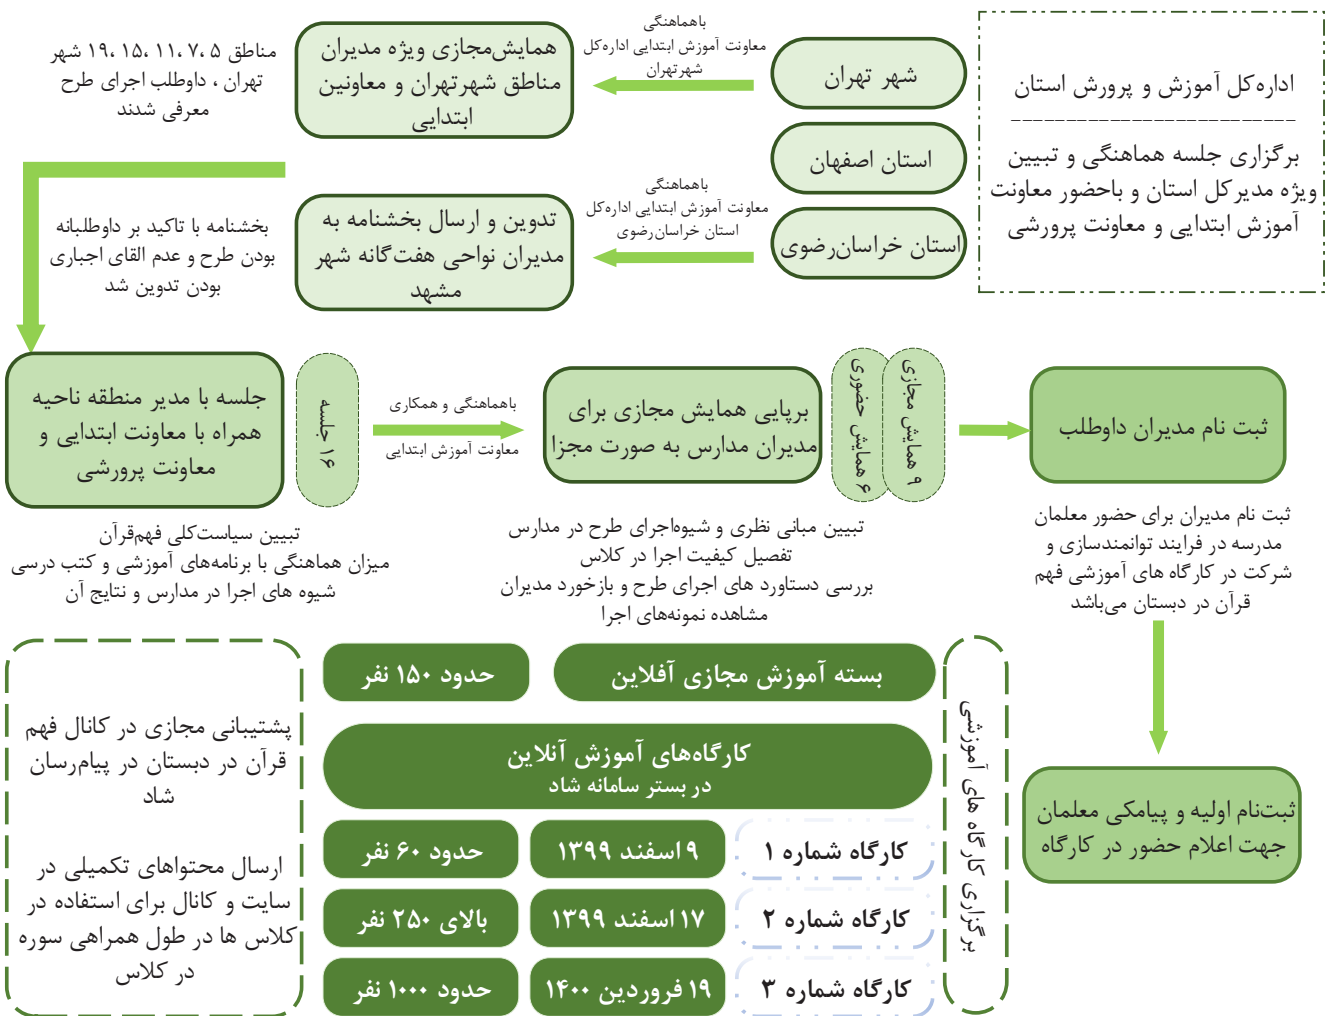 اداره‌کل آموزش و پرورش استان
برگزاری جلسه هماهنگی و تبیین
ویژه مدیرکل استان و باحضور معاونت
آموزش ابتدایی و معاونت پرورشی
شهر تهران
استان اصفهان
استان خراسان‌رضوی
باهماهنگی
معاونت آموزش ابتدایی اداره‌کل
شهرتهران
همایش‌مجازی ویژه مدیران
مناطق شهرتهران و معاونین
ابتدایی
مناطق ۵ ،۷ ،۱۱ ،۱۵ ،۱۹ شهر
تهران ، داوطلب اجرای طرح
معرفی شدند
باهماهنگی
معاونت آموزش ابتدایی اداره‌کل
استان خراسان‌رضوی
تدوین و ارسال بخشنامه به
مدیران نواحی هفت‌گانه شهر
مشهد
بخشنامه با تاکید بر داوطلبانه
بودن طرح و عدم القای اجباری
بودن تدوین شد
جلسه با مدیر منطقه ناحیه
همراه با معاونت ابتدایی و
معاونت پرورشی
۱۶ جلسه
تبیین سیاست‌کلی فهم‌قرآن
میزان هماهنگی با برنامه‌های آموزشی و کتب درسی
شیوه های اجرا در مدارس و نتایج آن
باهماهنگی و همکاری
معاونت آموزش ابتدایی
برپایی همایش مجازی برای
مدیران مدارس به صورت مجزا
۶ همایش حضوری
۹ همایش مجازی
تبیین مبانی نظری و شیوه‌اجرای طرح در مدارس
تفصیل کیفیت اجرا در کلاس
بررسی دستاورد های اجرای طرح و بازخورد مدیران
مشاهده نمونه‌های اجرا
ثبت نام مدیران داوطلب
ثبت نام مدیران برای حضور معلمان
مدرسه در فرایند توانمندسازی و
شرکت در کارگاه های آموزشی فهم
قرآن در دبستان می‌باشد
ثبت‌نام اولیه و پیامکی معلمان
جهت اعلام حضور در کارگاه
برگزاری کارگاه های آموزشی
بسته آموزش مجازی آفلاین
حدود ۱۵۰ نفر
کارگاه‌های آموزش آنلاین
در بستر سامانه شاد
کارگاه شماره ۱
۹ اسفند ۱۳۹۹
حدود ۶۰ نفر
کارگاه شماره ۲
۱۷ اسفند ۱۳۹۹
بالای ۲۵۰ نفر
کارگاه شماره ۳
۱۹ فروردین ۱۴۰۰
حدود ۱۰۰۰ نفر
پشتیبانی مجازی در کانال فهم
قرآن در دبستان در پیام‌رسان
شاد
ارسال محتواهای تکمیلی در
سایت و کانال برای استفاده در
کلاس ها در طول همراهی سوره
در کلاس